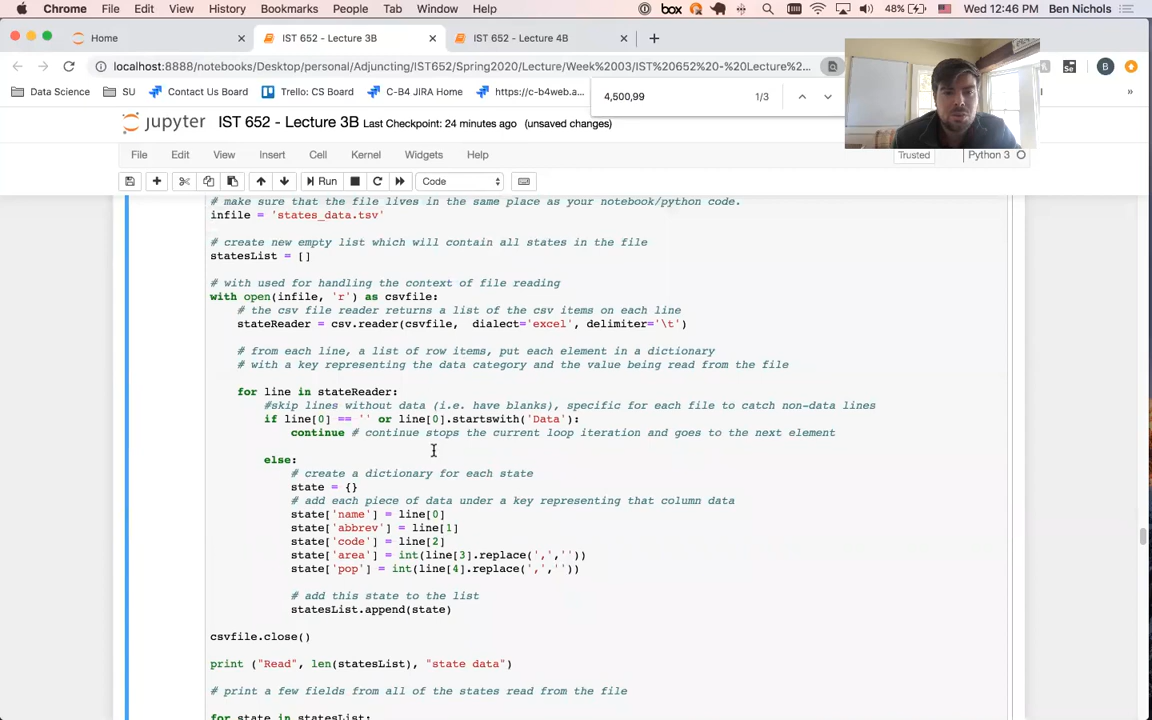 Chrome File Edit View History Bookmarks People Tab Window Help box 48% Wed 12:46 PM Ben Nichols
Home IST 652 - Lecture 3B IST 652 - Lecture 4B
localhost:8888/notebooks/Desktop/personal/Adjuncting/IST652/Spring2020/Lecture/Week%2003/IST%20652%20-%20Lecture%2... Se B
Data Science SU Contact Us Board Trello: CS Board C-B4 JIRA Home https://c-b4web.a... 4,500,99 1/3 »
jupyter IST 652 - Lecture 3B Last Checkpoint: 24 minutes ago (unsaved changes)
File Edit View Insert Cell Kernel Widgets Help Trusted Python 3
Run Code
# make sure that the file lives in the same place as your notebook/python code.
infile = 'states_data.tsv'
# create new empty list which will contain all states in the file
statesList = []
# with used for handling the context of file reading
with open(infile, 'r') as csvfile:
# the csv file reader returns a list of the csv items on each line
stateReader = csv.reader(csvfile, dialect='excel', delimiter='\t')
# from each line, a list of row items, put each element in a dictionary
# with a key representing the data category and the value being read from the file
for line in stateReader:
#skip lines without data (i.e. have blanks), specific for each file to catch non-data lines
if line[0] == '' or line[0].startswith('Data'):
continue # continue stops the current loop iteration and goes to the next element
else:
# create a dictionary for each state
state = {}
# add each piece of data under a key representing that column data
state['name'] = line[0]
state['abbrev'] = line[1]
state['code'] = line[2]
state['area'] = int(line[3].replace(',',''))
state['pop'] = int(line[4].replace(',',''))
# add this state to the list
statesList.append(state)
csvfile.close()
print ("Read", len(statesList), "state data")
# print a few fields from all of the states read from the file
for state in statesList: